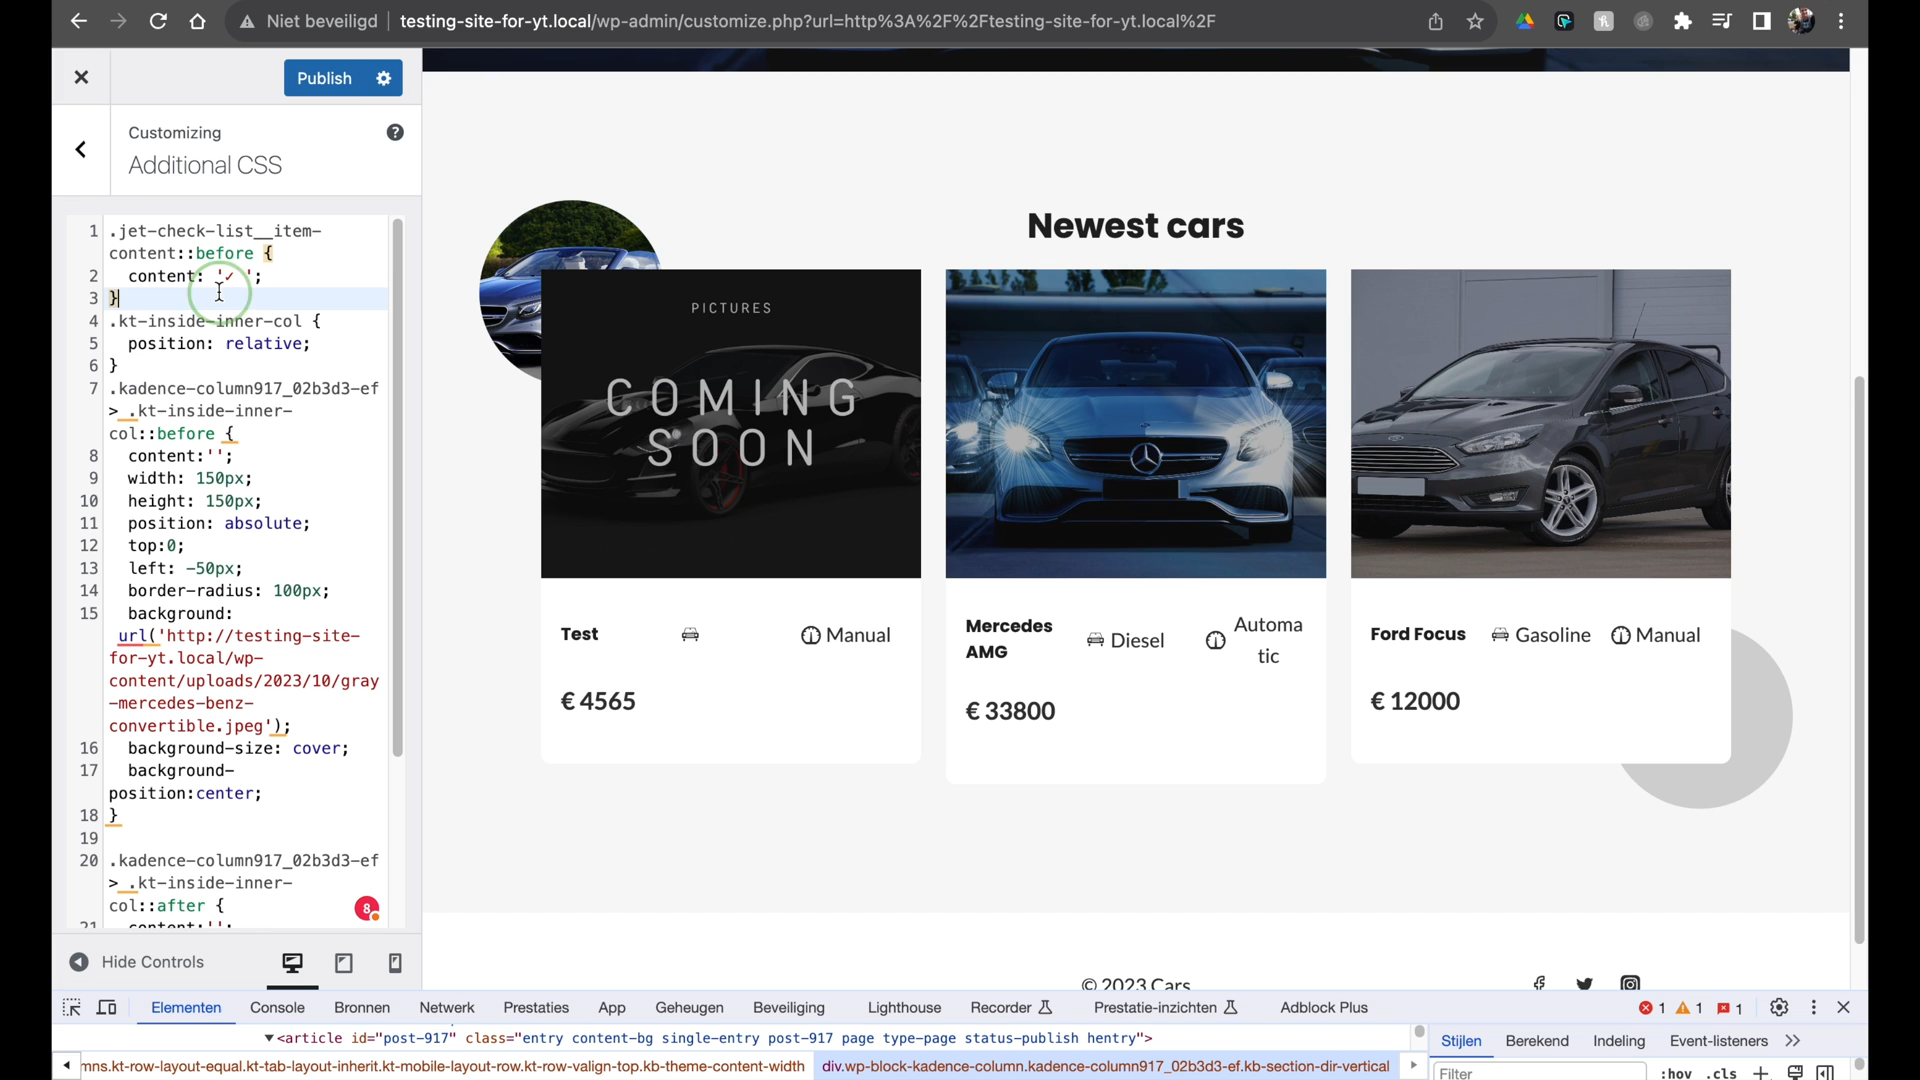 Niet beveiligd
testing-site-for-yt.local/wp-admin/customize.php?url=http%3A%2F%2Ftesting-site-for-yt.local%2F
Publish
Customizing
Additional CSS
1 .jet-check-list__item-
content::before {
2 content: '✓ ';
3 }
4 .kt-inside-inner-col {
5 position: relative;
6 }
7 .kadence-column917_02b3d3-ef
> .kt-inside-inner-
col::before {
8 content:'';
9 width: 150px;
10 height: 150px;
11 position: absolute;
12 top:0;
13 left: -50px;
14 border-radius: 100px;
15 background:
url('http://testing-site-
for-yt.local/wp-
content/uploads/2023/10/gray
-mercedes-benz-
convertible.jpeg');
16 background-size: cover;
17 background-
position:center;
18 }
19
20 .kadence-column917_02b3d3-ef
> .kt-inside-inner-
col::after {
21 content:'';
8
Hide Controls
Newest cars
PICTURES
COMING
SOON
Test
Manual
€ 4565
Mercedes
AMG
Diesel
Automa
tic
€ 33800
Ford Focus
Gasoline
Manual
€ 12000
© 2023 Cars
Elementen Console Bronnen Netwerk Prestaties App Geheugen Beveiliging Lighthouse Recorder Prestatie-inzichten Adblock Plus 1 1 1
<article id="post-917" class="entry content-bg single-entry post-917 page type-page status-publish hentry">
Stijlen Berekend Indeling Event-listeners
mns.kt-row-layout-equal.kt-tab-layout-inherit.kt-mobile-layout-row.kt-row-valign-top.kb-theme-content-width div.wp-block-kadence-column.kadence-column917_02b3d3-ef.kb-section-dir-vertical
Filter :hov .cls